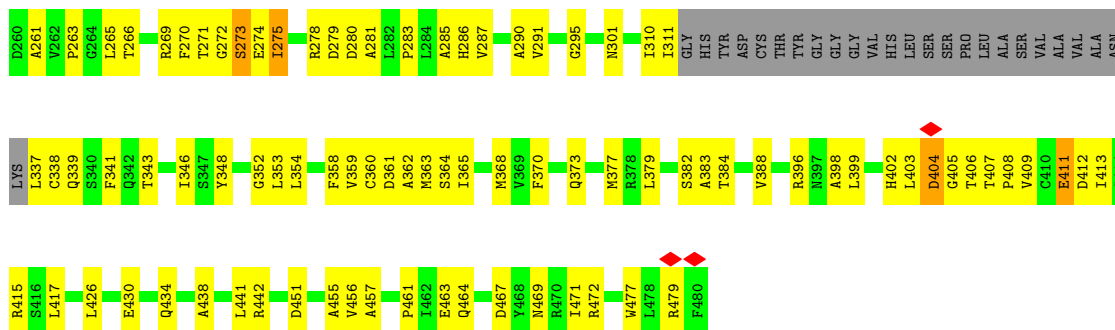 D260 A261 V262 P263 G264 L265 T266 R269 F270 T271 G272 S273 E274 I275 R278 D279 D280 A281 L282 P283 L284 A285 H286 V287 A290 V291 G295 N301 I310 I311 GLY HIS TYR ASP CYS THR TYR GLY GLY GLY VAL HIS LEU SER SER PRO LEU ALA SER VAL ALA VAL ALA ASN
LYS L337 C338 Q339 S340 F341 Q342 T343 I346 S347 Y348 G352 L353 L354 F358 V359 C360 D361 A362 M363 S364 I365 M368 V369 F370 Q373 M377 R378 L379 S382 A383 T384 V388 R396 N397 A398 L399 H402 L403 D404 G405 T406 T407 P408 V409 C410 E411 D412 I413
R415 S416 L417 L426 E430 Q434 A438 L441 R442 D451 A455 V456 A457 P461 I462 E463 Q464 D467 Y468 N469 R470 I471 R472 W477 L478 R479 F480